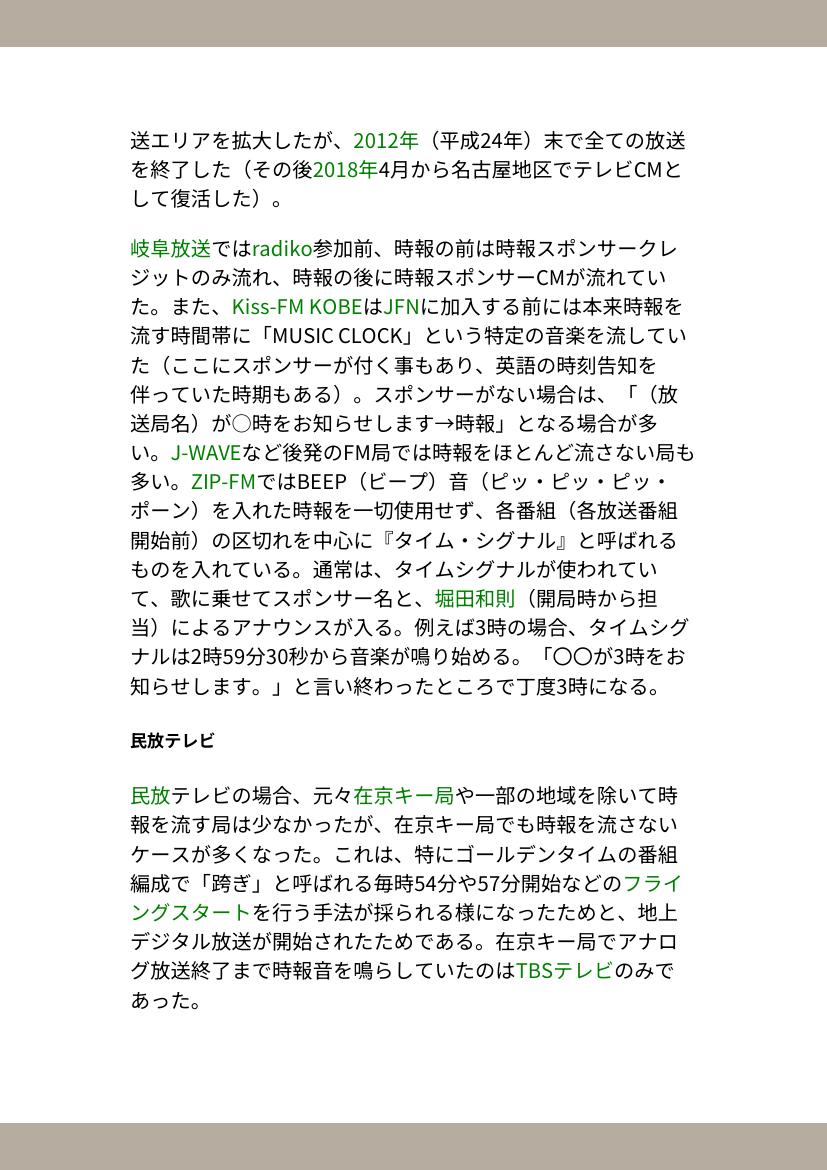 送エリアを拡大したが、2012年（平成24年）末で全ての放送
を終了した（その後2018年4月から名古屋地区でテレビCMと
して復活した）。
岐阜放送ではradiko参加前、時報の前は時報スポンサークレ
ジットのみ流れ、時報の後に時報スポンサーCMが流れてい
た。また、Kiss-FM KOBEはJFNに加入する前には本来時報を
流す時間帯に「MUSIC CLOCK」という特定の音楽を流してい
た（ここにスポンサーが付く事もあり、英語の時刻告知を
伴っていた時期もある）。スポンサーがない場合は、「（放
送局名）が○時をお知らせします→時報」となる場合が多
い。J-WAVEなど後発のFM局では時報をほとんど流さない局も
多い。ZIP-FMではBEEP（ビープ）音（ピッ・ピッ・ピッ・
ポーン）を入れた時報を一切使用せず、各番組（各放送番組
開始前）の区切れを中心に『タイム・シグナル』と呼ばれる
ものを入れている。通常は、タイムシグナルが使われてい
て、歌に乗せてスポンサー名と、堀田和則（開局時から担
当）によるアナウンスが入る。例えば3時の場合、タイムシグ
ナルは2時59分30秒から音楽が鳴り始める。「〇〇が3時をお
知らせします。」と言い終わったところで丁度3時になる。
民放テレビ
民放テレビの場合、元々在京キー局や一部の地域を除いて時
報を流す局は少なかったが、在京キー局でも時報を流さない
ケースが多くなった。これは、特にゴールデンタイムの番組
編成で「跨ぎ」と呼ばれる毎時54分や57分開始などのフライ
ングスタートを行う手法が採られる様になったためと、地上
デジタル放送が開始されたためである。在京キー局でアナロ
グ放送終了まで時報音を鳴らしていたのはTBSテレビのみで
あった。